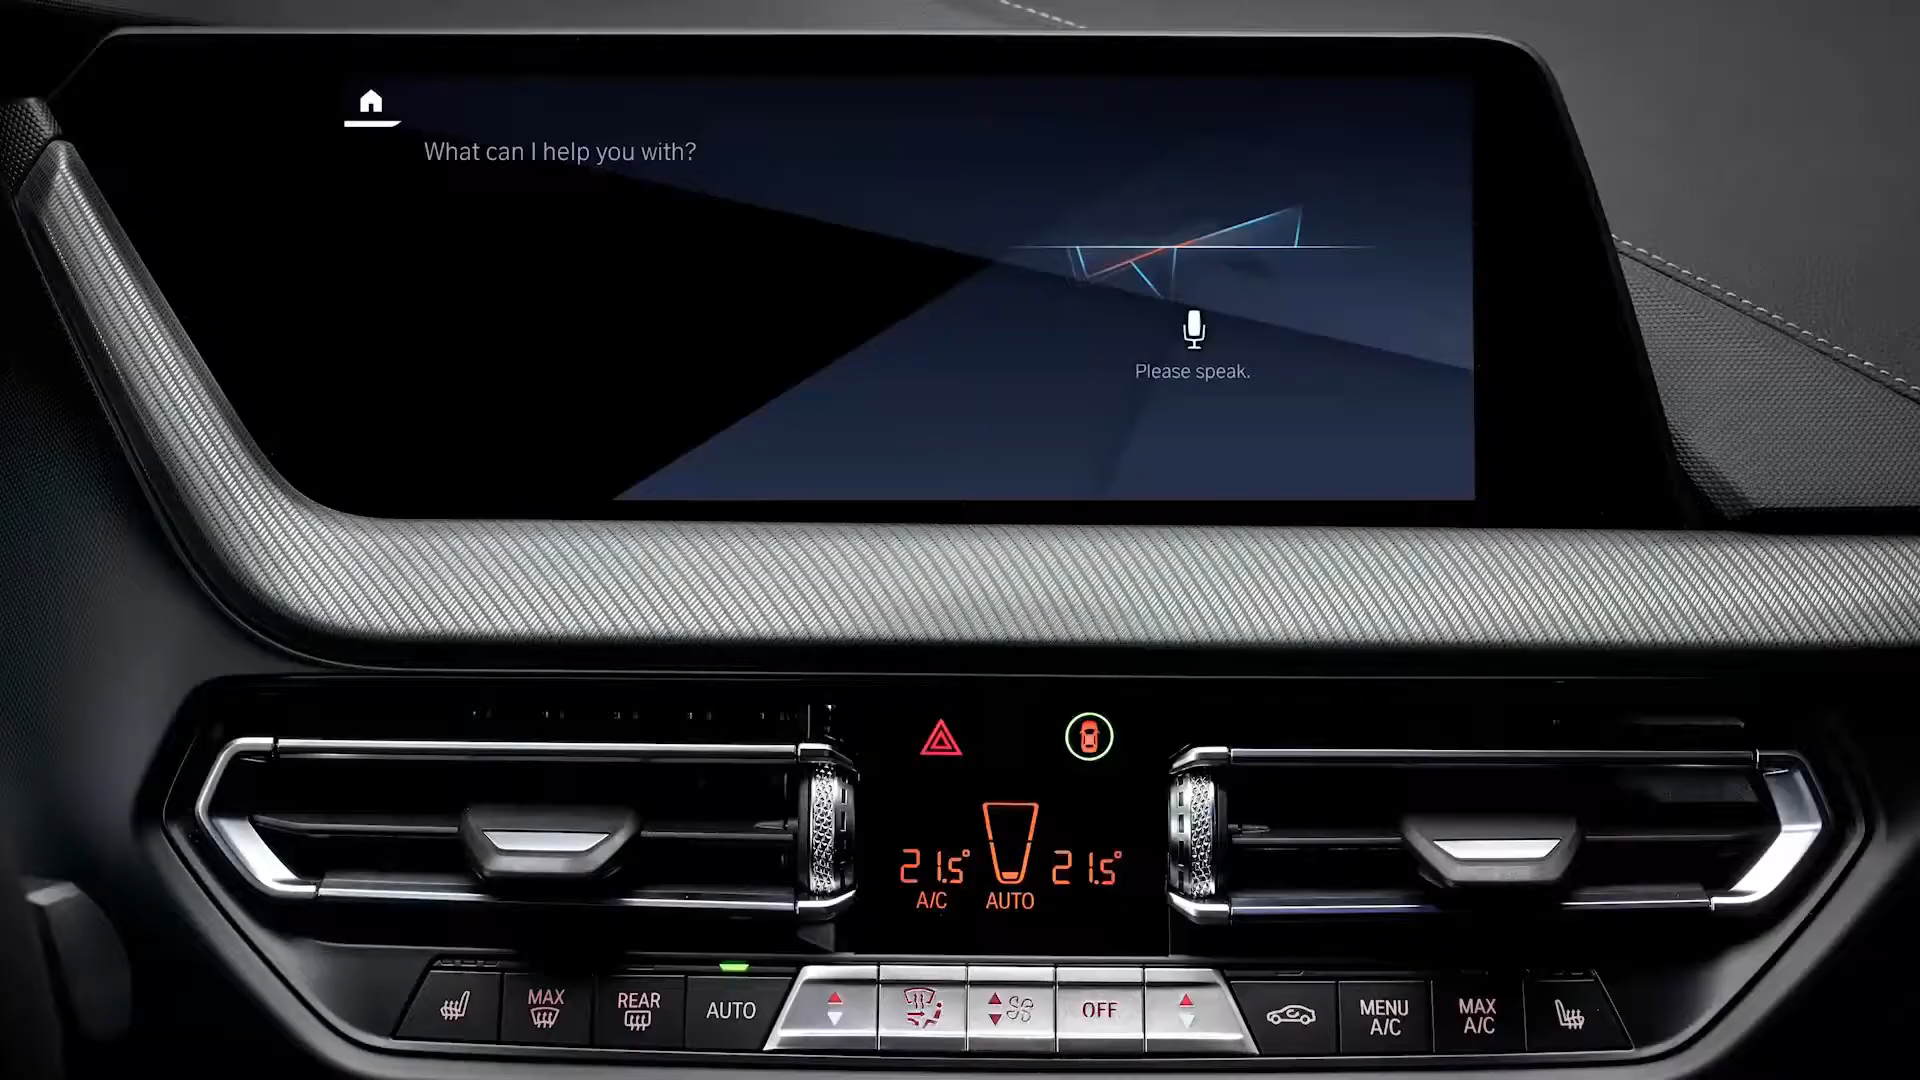 What can I help you with?
Please speak.
21.5° 21.5°
A/C AUTO
MAX
REAR
AUTO
OFF
MENU
A/C
MAX
A/C